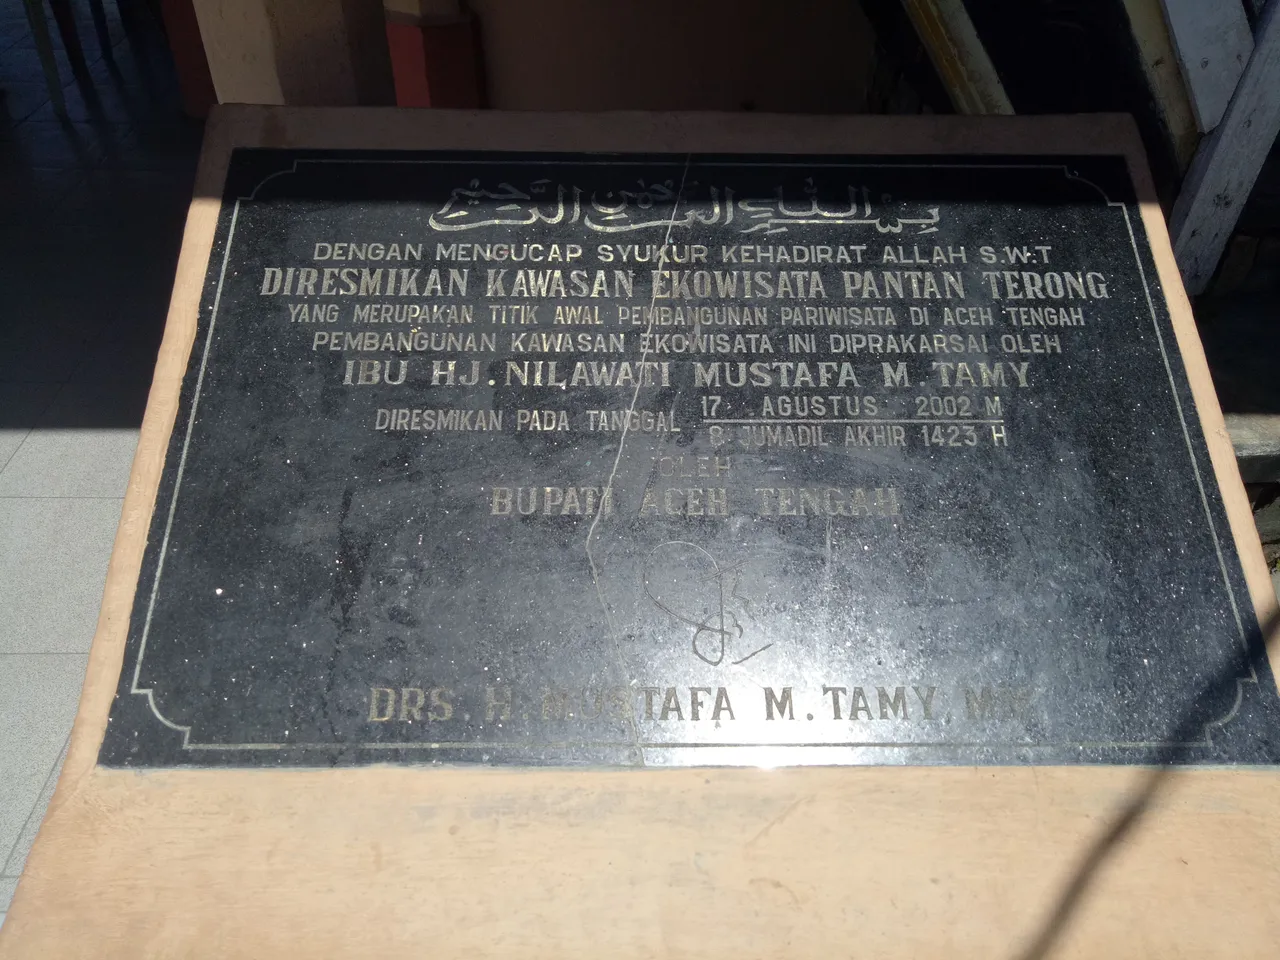 بسم الله الرحمن الرحيم
DENGAN MENGUCAP SYUKUR KEHADIRAT ALLAH S.W.T
DIRESMIKAN KAWASAN EKOWISATA PANTAN TERONG
YANG MERUPAKAN TITIK AWAL PEMBANGUNAN PARIWISATA DI ACEH TENGAH
PEMBANGUNAN KAWASAN EKOWISATA INI DIPRAKARSAI OLEH
IBU HJ. NILAWATI MUSTAFA M. TAMY
DIRESMIKAN PADA TANGGAL 17 AGUSTUS 2002 M
8 JUMADIL AKHIR 1423 H
OLEH
BUPATI ACEH TENGAH
DRS. H. MUSTAFA M. TAMY